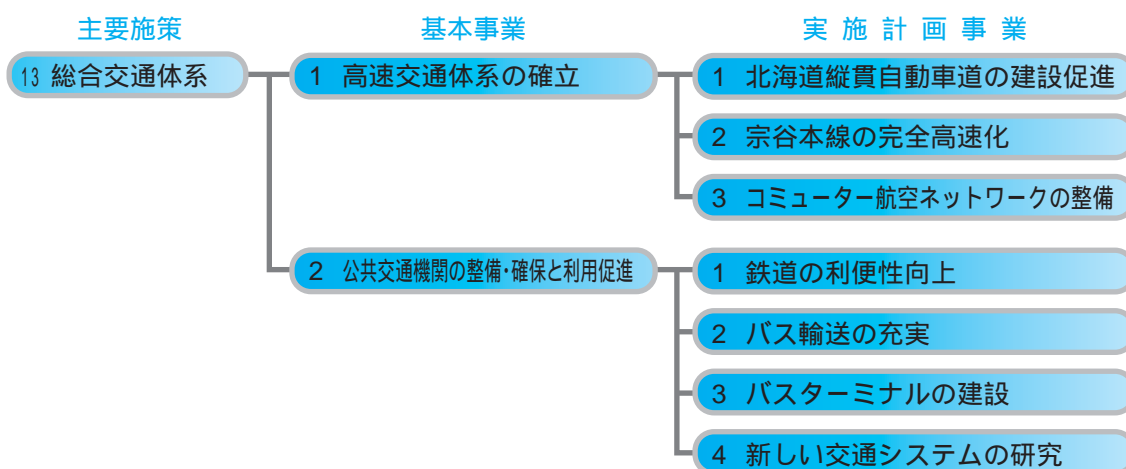 主要施策
基本事業
実施計画事業
13 総合交通体系
1 高速交通体系の確立
1 北海道縦貫自動車道の建設促進
2 宗谷本線の完全高速化
3 コミューター航空ネットワークの整備
2 公共交通機関の整備・確保と利用促進
1 鉄道の利便性向上
2 バス輸送の充実
3 バスターミナルの建設
4 新しい交通システムの研究